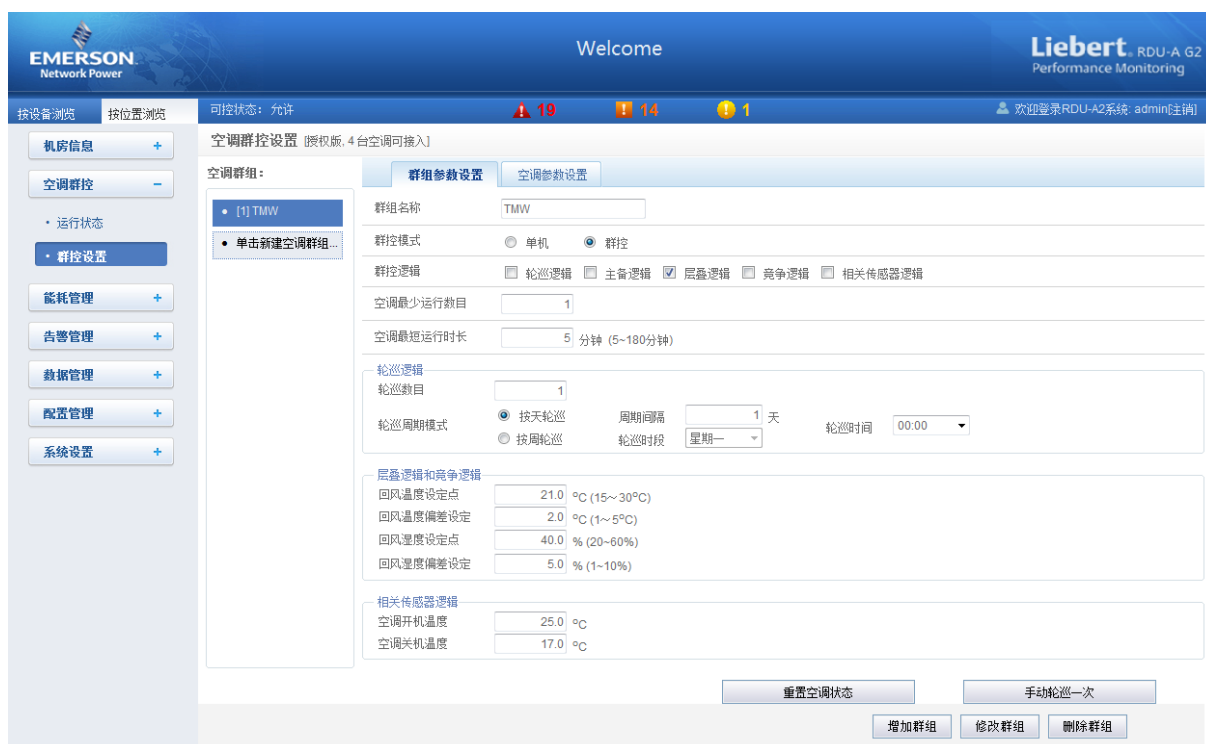 EMERSON
Network Power
Welcome
Liebert RDU-A G2
Performance Monitoring
按设备浏览 按位置浏览 可控状态: 允许 19 14 1 欢迎登录RDU-A2系统: admin[注销]
机房信息 +
空调群控 -
• 运行状态
• 群控设置
能耗管理 +
告警管理 +
数据管理 +
配置管理 +
系统设置 +
空调群控设置 [授权版, 4台空调可接入]
空调群组:
• [1] TMW
• 单击新建空调群组...
群组参数设置 空调参数设置
群组名称 TMW
群控模式 单机 群控
群控逻辑 轮巡逻辑 主备逻辑 层叠逻辑 竞争逻辑 相关传感器逻辑
空调最少运行数目 1
空调最短运行时长 5 分钟 (5~180分钟)
轮巡逻辑
轮巡数目 1
轮巡周期模式 按天轮巡 周期间隔 1 天 轮巡时间 00:00
按周轮巡 轮巡时段 星期一
层叠逻辑和竞争逻辑
回风温度设定点 21.0 ºC (15～30ºC)
回风温度偏差设定 2.0 ºC (1～5ºC)
回风湿度设定点 40.0 % (20~60%)
回风湿度偏差设定 5.0 % (1~10%)
相关传感器逻辑
空调开机温度 25.0 ºC
空调关机温度 17.0 ºC
重置空调状态 手动轮巡一次
增加群组 修改群组 删除群组